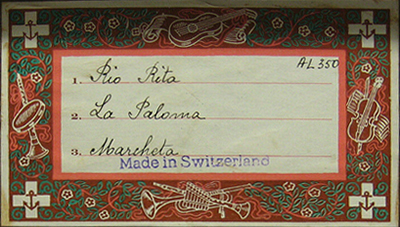 AL 350
1. Rio Rita
2. La Paloma
3. Marcheta
Made in Switzerland